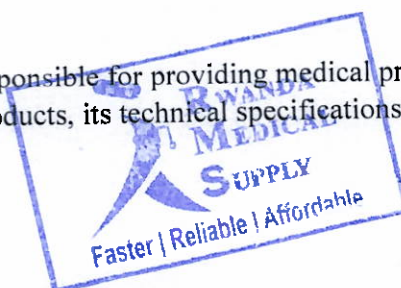 ponsible for providing medical pr
oducts, its technical specifications
RWANDA
MEDICAL
SUPPLY
Faster | Reliable | Affordable